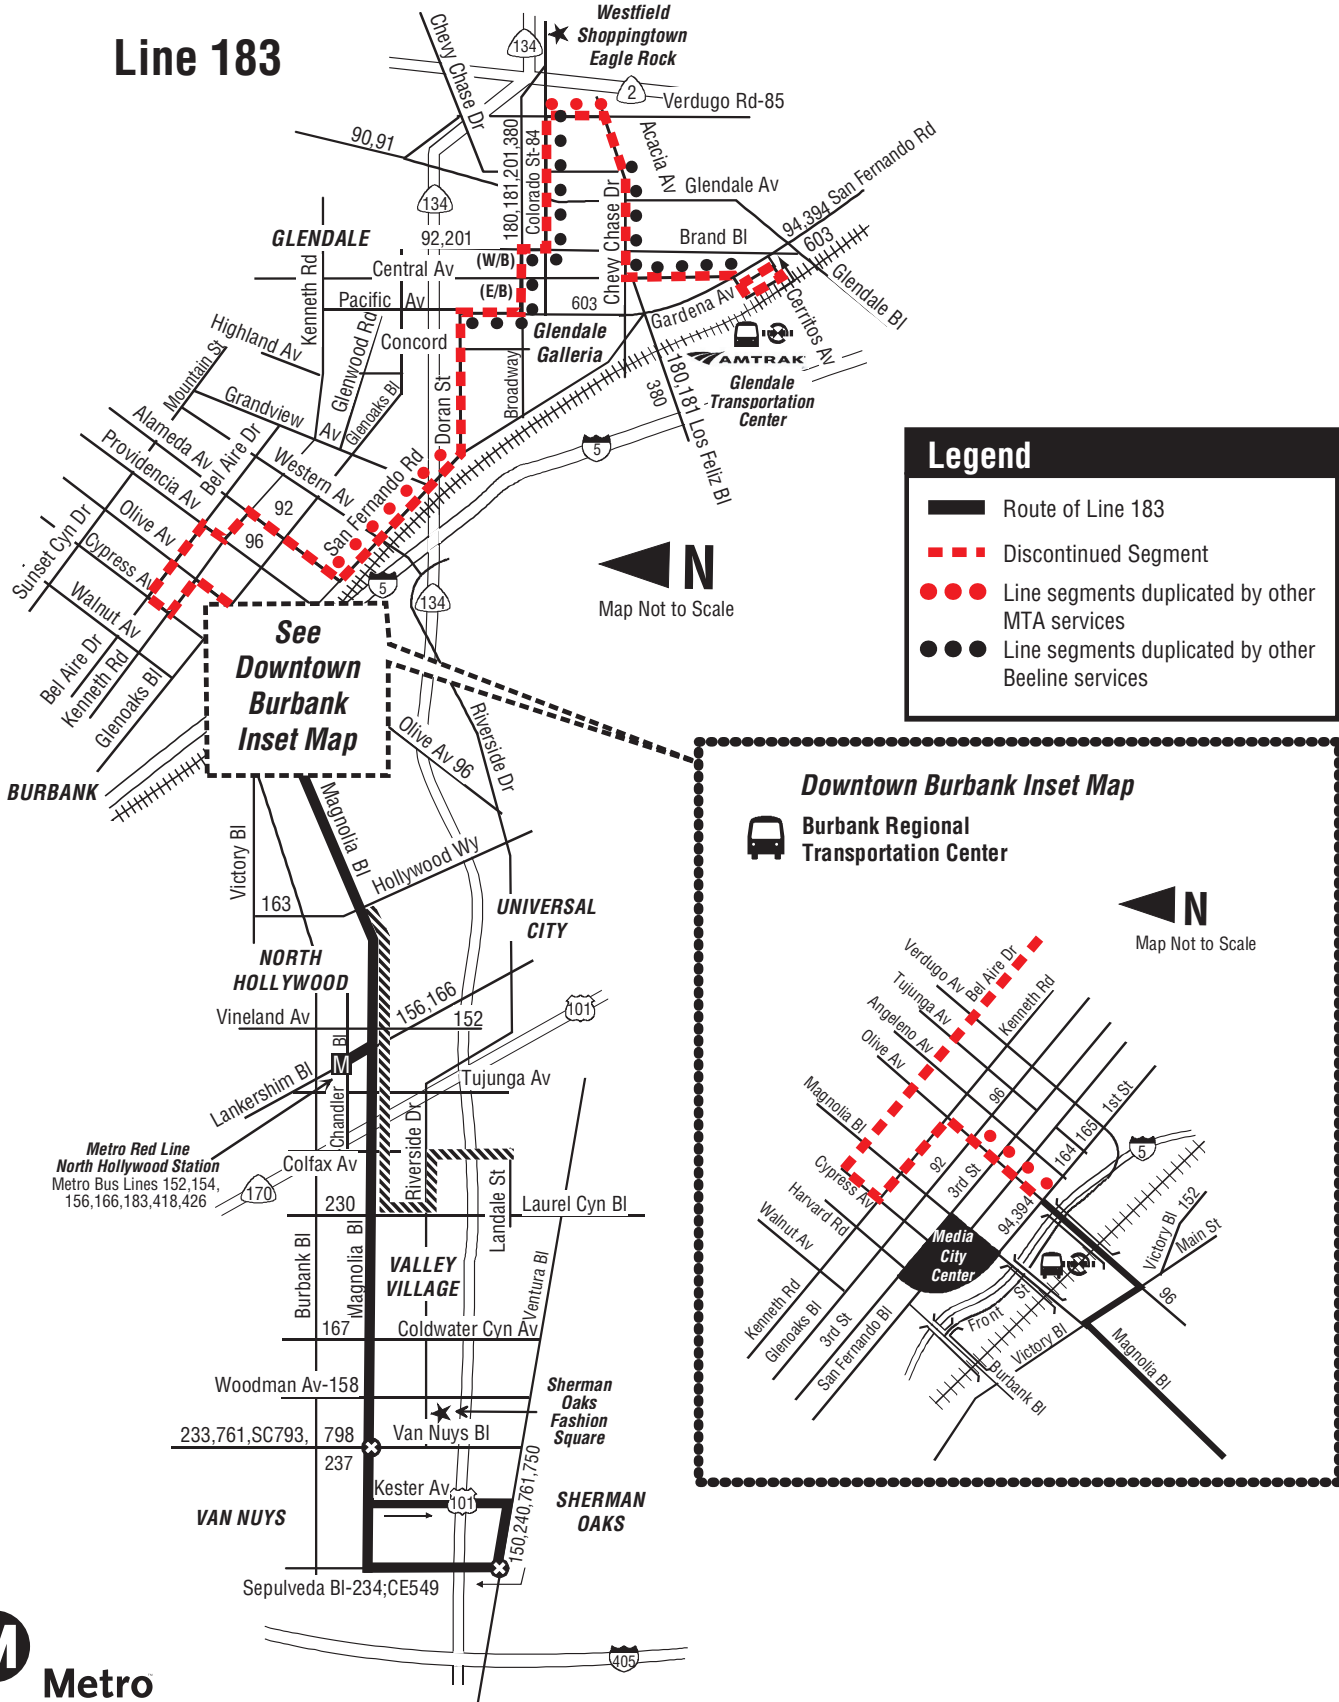 Line 183
Westfield
Shoppingtown
Eagle Rock
134
2
Chevy Chase Dr
Verdugo Rd-85
90,91
180,181,201,380
Colorado St-84
Acacia Av
Glendale Av
94,394 San Fernando Rd
603
134
GLENDALE
92,201
(W/B)
Brand Bl
Chevy Chase Dr
Central Av
(E/B)
Kenneth Rd
Pacific Av
603
Gardena Av
Cerritos Av
Glendale Bl
Highland Av
Glenwood Rd
Concord
Glendale
Galleria
AMTRAK
Glendale
Transportation
Center
Mountain St
Grandview Av
Glenoaks Bl
Doran St
Broadway
180,181 Los Feliz Bl
380
5
Alameda Av
Providencia Av
Bel Aire Dr
Western Av
San Fernando Rd
92
96
Olive Av
Sunset Cyn Dr
Cypress Av
Walnut Av
5
134
N
Map Not to Scale
Bel Aire Dr
Kenneth Rd
Glenoaks Bl
BURBANK
See
Downtown
Burbank
Inset Map
Olive Av 96
Riverside Dr
Legend
Route of Line 183
Discontinued Segment
Line segments duplicated by other
MTA services
Line segments duplicated by other
Beeline services
Victory Bl
Magnolia Bl
Hollywood Wy
163
UNIVERSAL
CITY
NORTH
HOLLYWOOD
156,166
Vineland Av
152
101
Lankershim Bl
M
Chandler Bl
Tujunga Av
Metro Red Line
North Hollywood Station
Metro Bus Lines 152,154,
156,166,183,418,426
170
Colfax Av
Riverside Dr
230
Landale St
Laurel Cyn Bl
Burbank Bl
Magnolia Bl
VALLEY
VILLAGE
Ventura Bl
167
Coldwater Cyn Av
Woodman Av-158
Sherman
Oaks
Fashion
Square
233,761,SC793, 798
Van Nuys Bl
237
Kester Av
101
150,240,761,750
VAN NUYS
SHERMAN
OAKS
Sepulveda Bl-234;CE549
405
M
Metro
Downtown Burbank Inset Map
Burbank Regional
Transportation Center
N
Map Not to Scale
Verdugo Av
Tujunga Av
Angeleno Av
Olive Av
Bel Aire Dr
Kenneth Rd
Magnolia Bl
96
1st St
164 165
5
Cypress Av
92
3rd St
Harvard Rd
Walnut Av
94,394
Media
City
Center
152
Victory Bl
Main St
96
Front St
Kenneth Rd
Glenoaks Bl
3rd St
San Fernando Bl
Victory Bl
Burbank Bl
Magnolia Bl